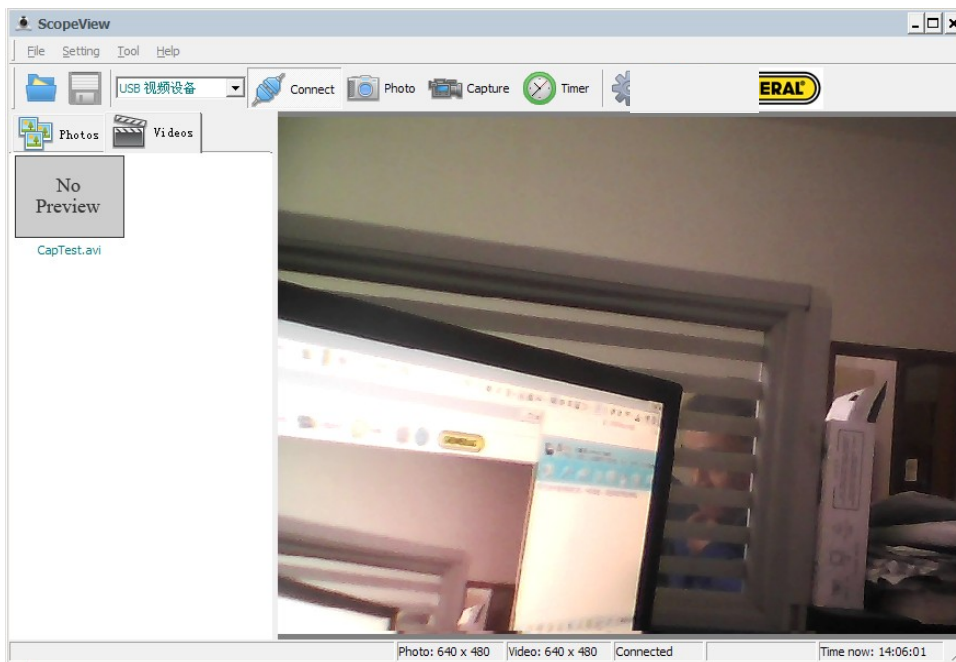 ScopeView
File Setting Tool Help
USB 视频设备 Connect Photo Capture Timer ERAL®
Photos Videos
No
Preview
CapTest.avi
Photo: 640 x 480 Video: 640 x 480 Connected Time now: 14:06:01